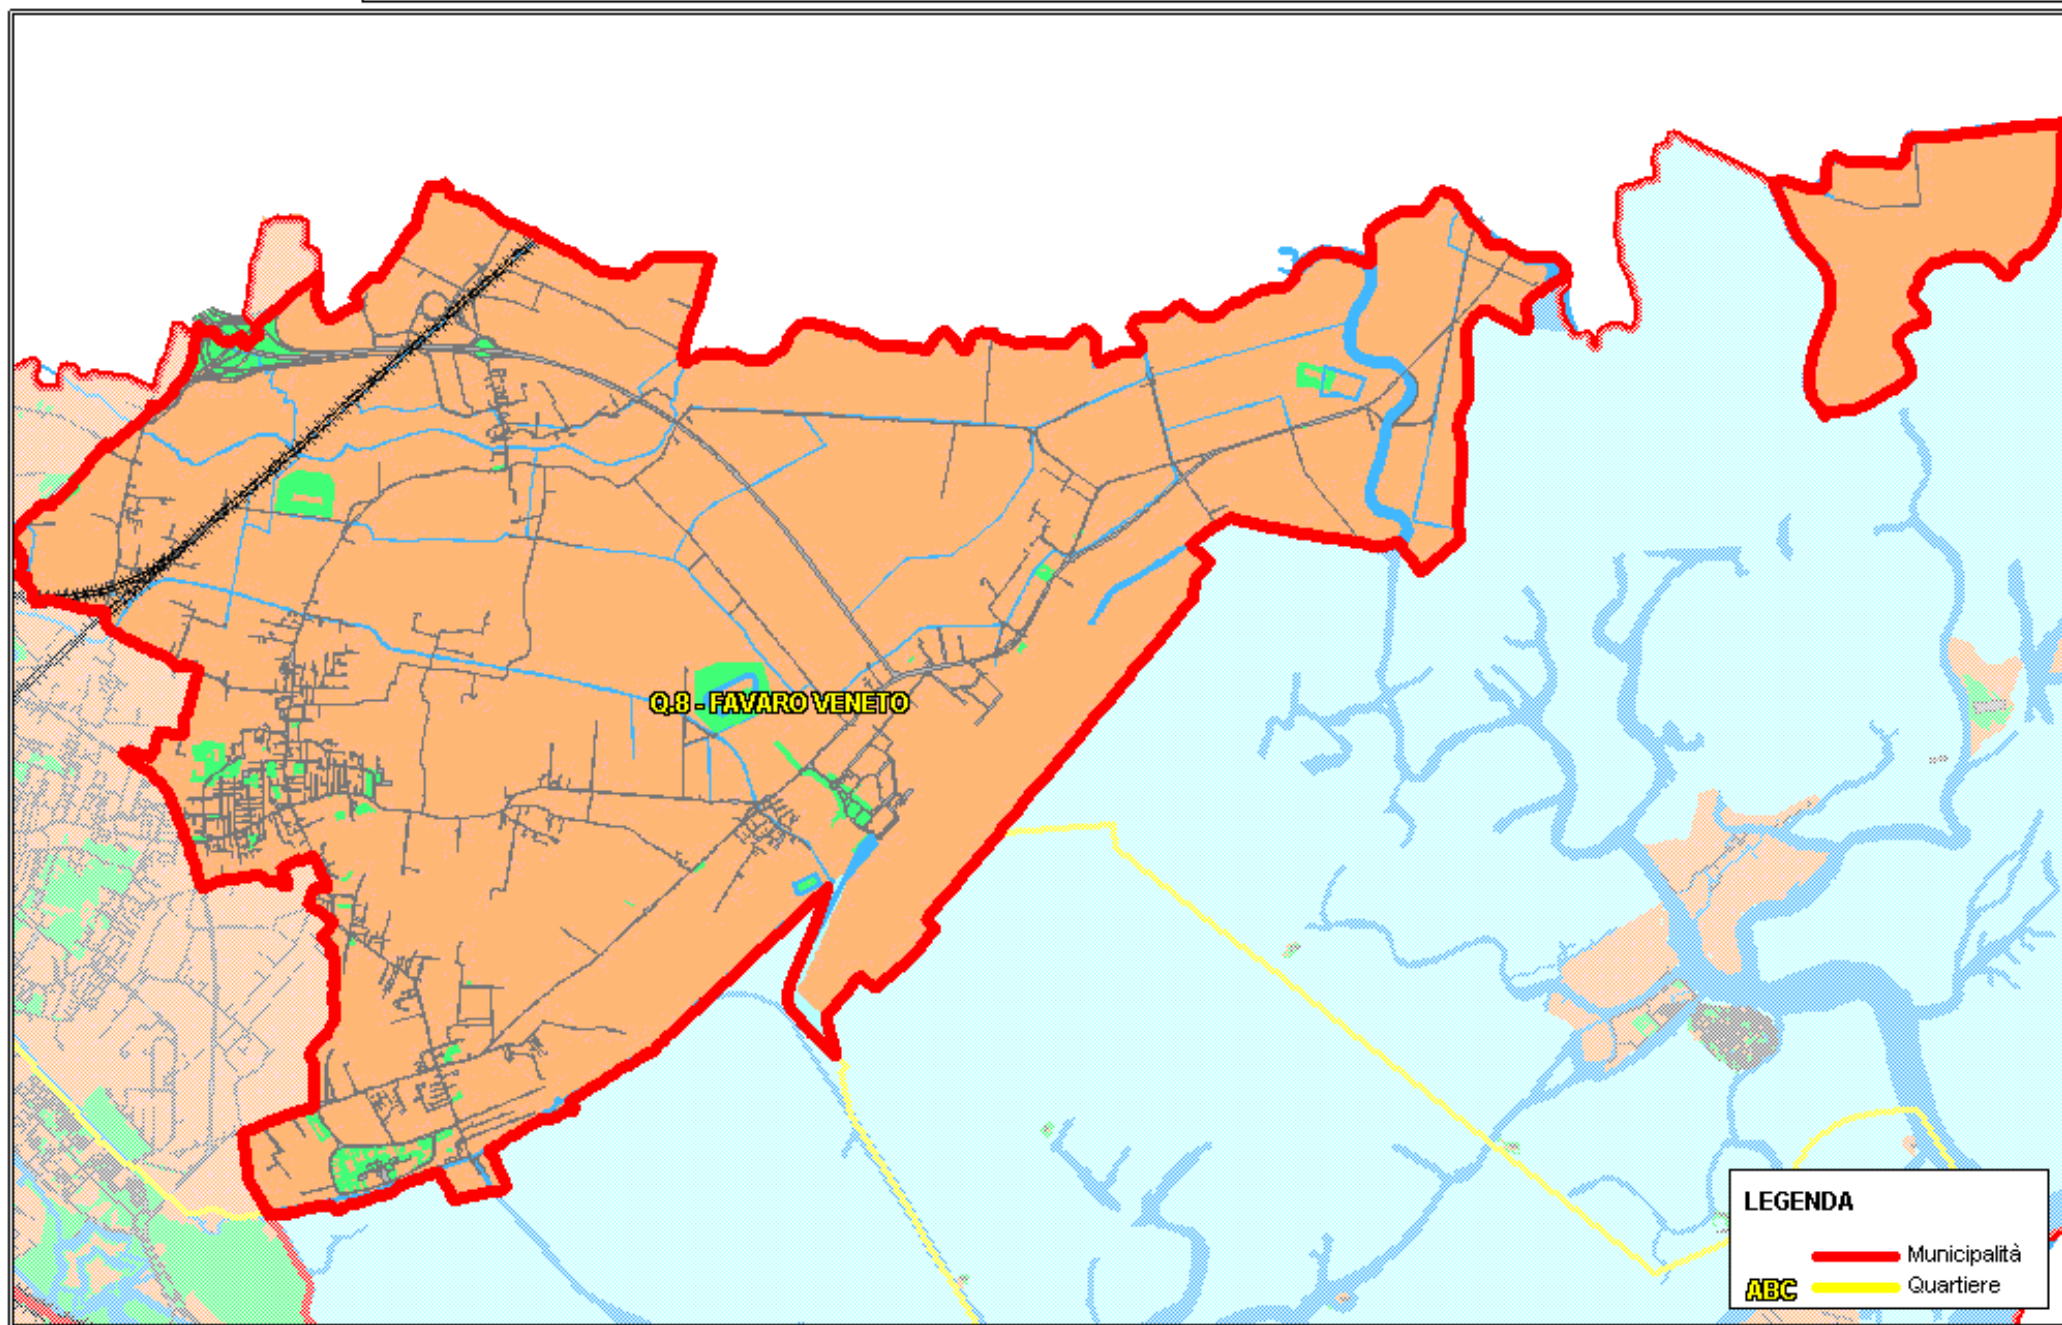 Q.8 - FAVARO VENETO
LEGENDA
Municipalità
ABC Quartiere